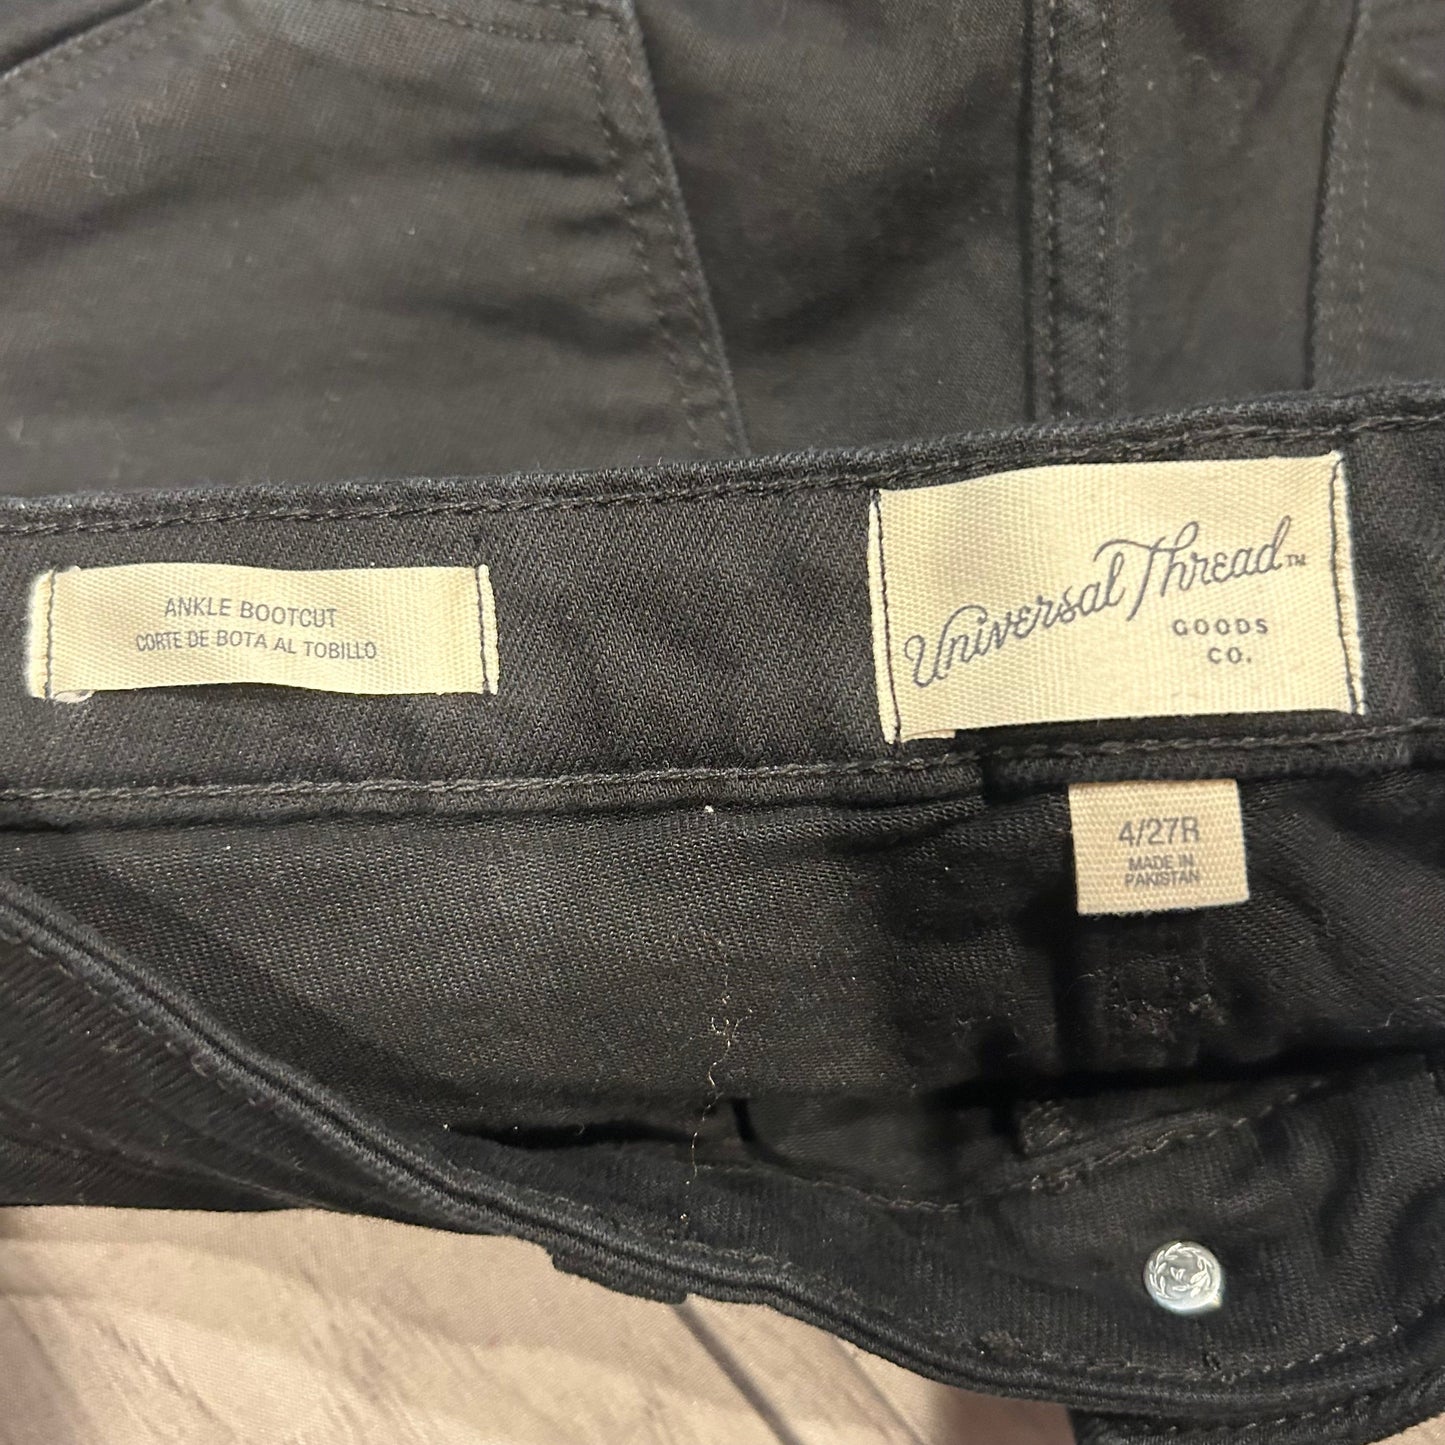 ANKLE BOOTCUT
CORTE DE BOTA AL TOBILLO
Universal Thread™
GOODS
CO.
4/27R
MADE IN
PAKISTAN